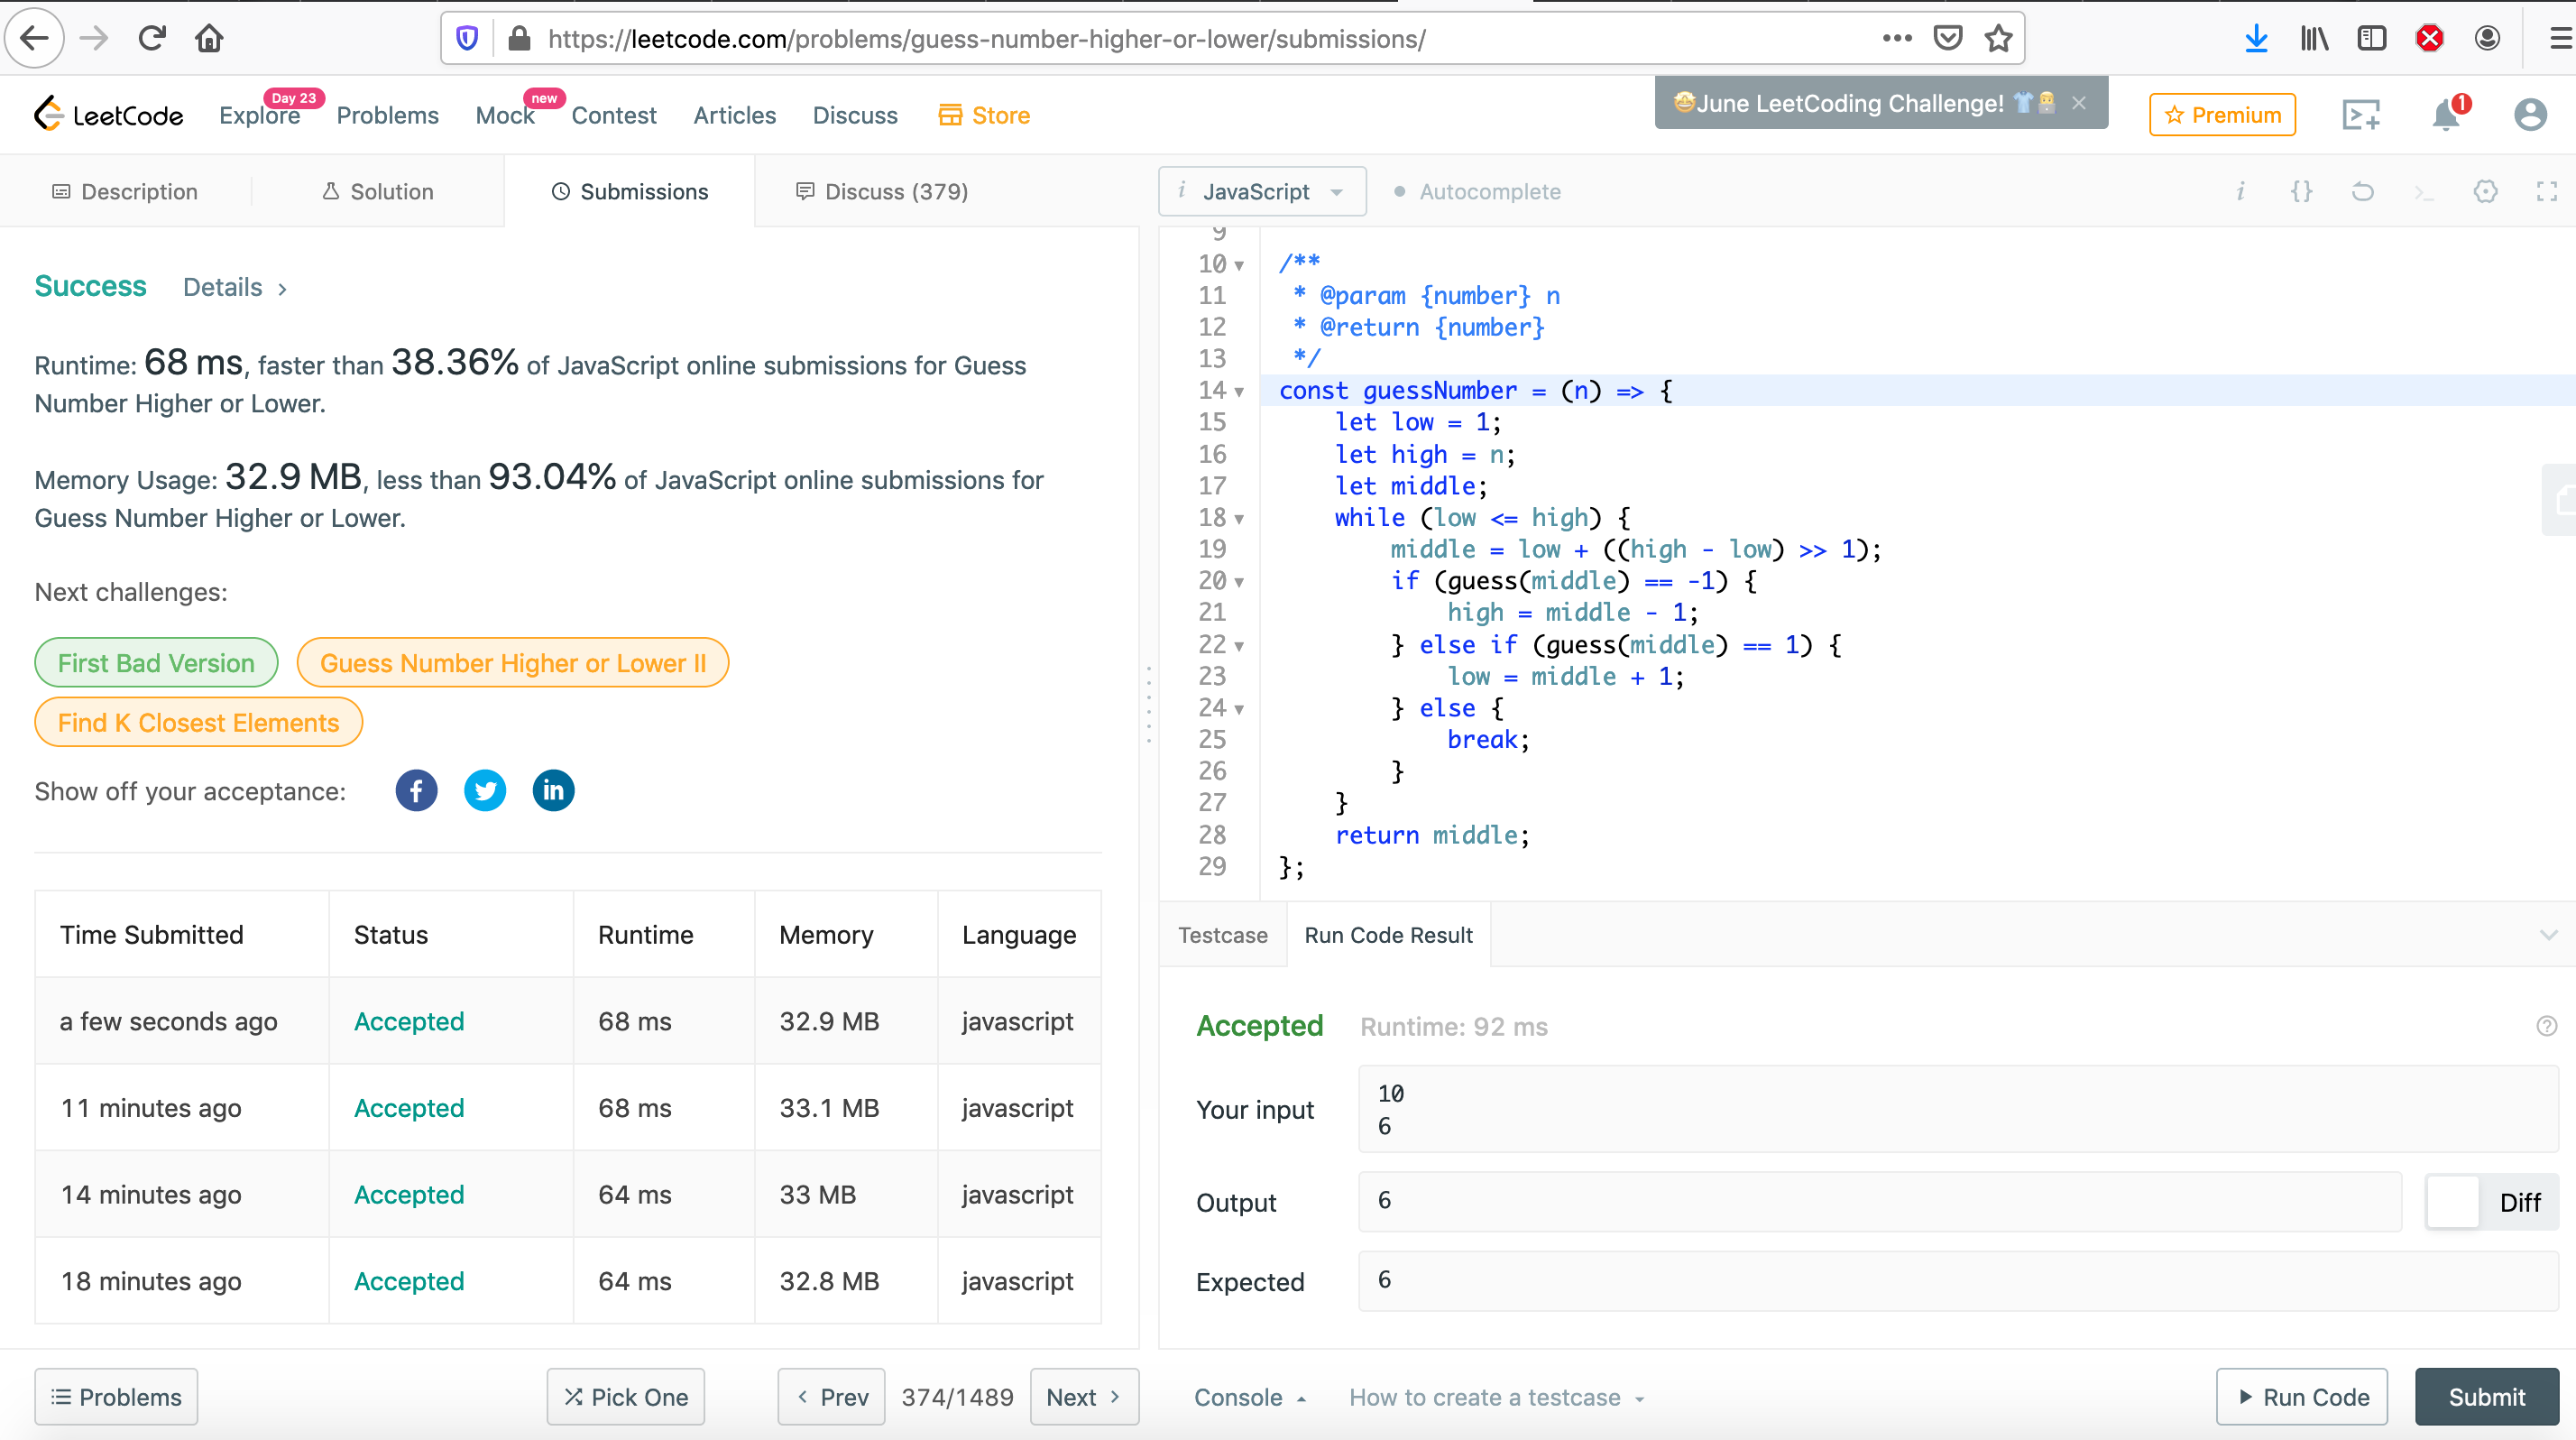 https://leetcode.com/problems/guess-number-higher-or-lower/submissions/
LeetCode
Explore
Day 23
Problems
Mock
new
Contest
Articles
Discuss
Store
🤩June LeetCoding Challenge! 👕
Premium
1
Description
Solution
Submissions
Discuss (379)
i JavaScript
Autocomplete
i {}
Success Details >
Runtime: 68 ms, faster than 38.36% of JavaScript online submissions for Guess
Number Higher or Lower.
Memory Usage: 32.9 MB, less than 93.04% of JavaScript online submissions for
Guess Number Higher or Lower.
Next challenges:
First Bad Version
Guess Number Higher or Lower II
Find K Closest Elements
Show off your acceptance:
Time Submitted Status Runtime Memory Language
a few seconds ago Accepted 68 ms 32.9 MB javascript
11 minutes ago Accepted 68 ms 33.1 MB javascript
14 minutes ago Accepted 64 ms 33 MB javascript
18 minutes ago Accepted 64 ms 32.8 MB javascript
9
10 /**
11 * @param {number} n
12 * @return {number}
13 */
14 const guessNumber = (n) => {
15 let low = 1;
16 let high = n;
17 let middle;
18 while (low <= high) {
19 middle = low + ((high - low) >> 1);
20 if (guess(middle) == -1) {
21 high = middle - 1;
22 } else if (guess(middle) == 1) {
23 low = middle + 1;
24 } else {
25 break;
26 }
27 }
28 return middle;
29 };
Testcase Run Code Result
Accepted Runtime: 92 ms
Your input
10
6
Output
6
Diff
Expected
6
Problems
Pick One
< Prev
374/1489
Next >
Console
How to create a testcase
Run Code
Submit